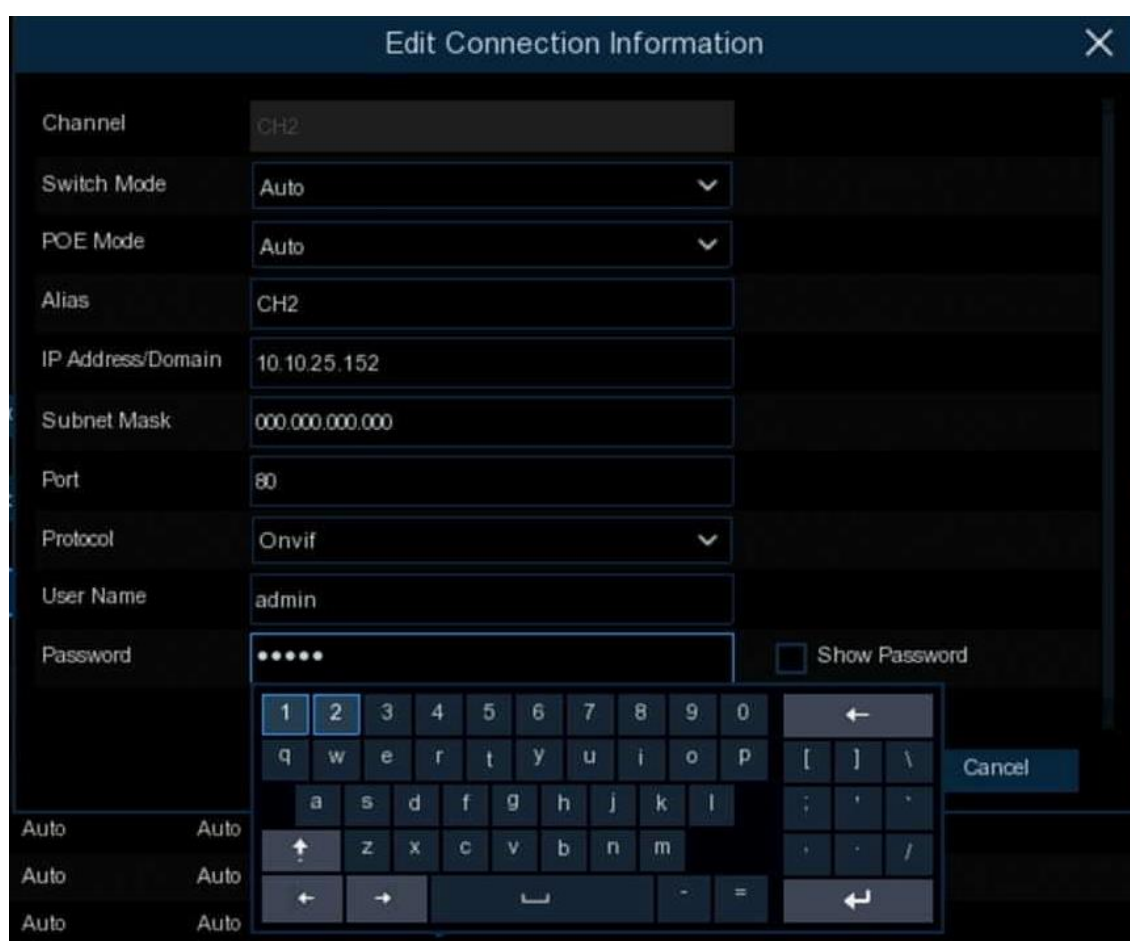 Edit Connection Information
Channel CH2
Switch Mode Auto
POE Mode Auto
Alias CH2
IP Address/Domain 10.10.25.152
Subnet Mask 000.000.000.000
Port 80
Protocol Onvif
User Name admin
Password ••••• Show Password
1 2 3 4 5 6 7 8 9 0
q w e r t y u i o p [ ] \
Cancel
a s d f g h j k l ; ' `
Auto Auto
z x c v b n m , . /
Auto Auto
- =
Auto Auto